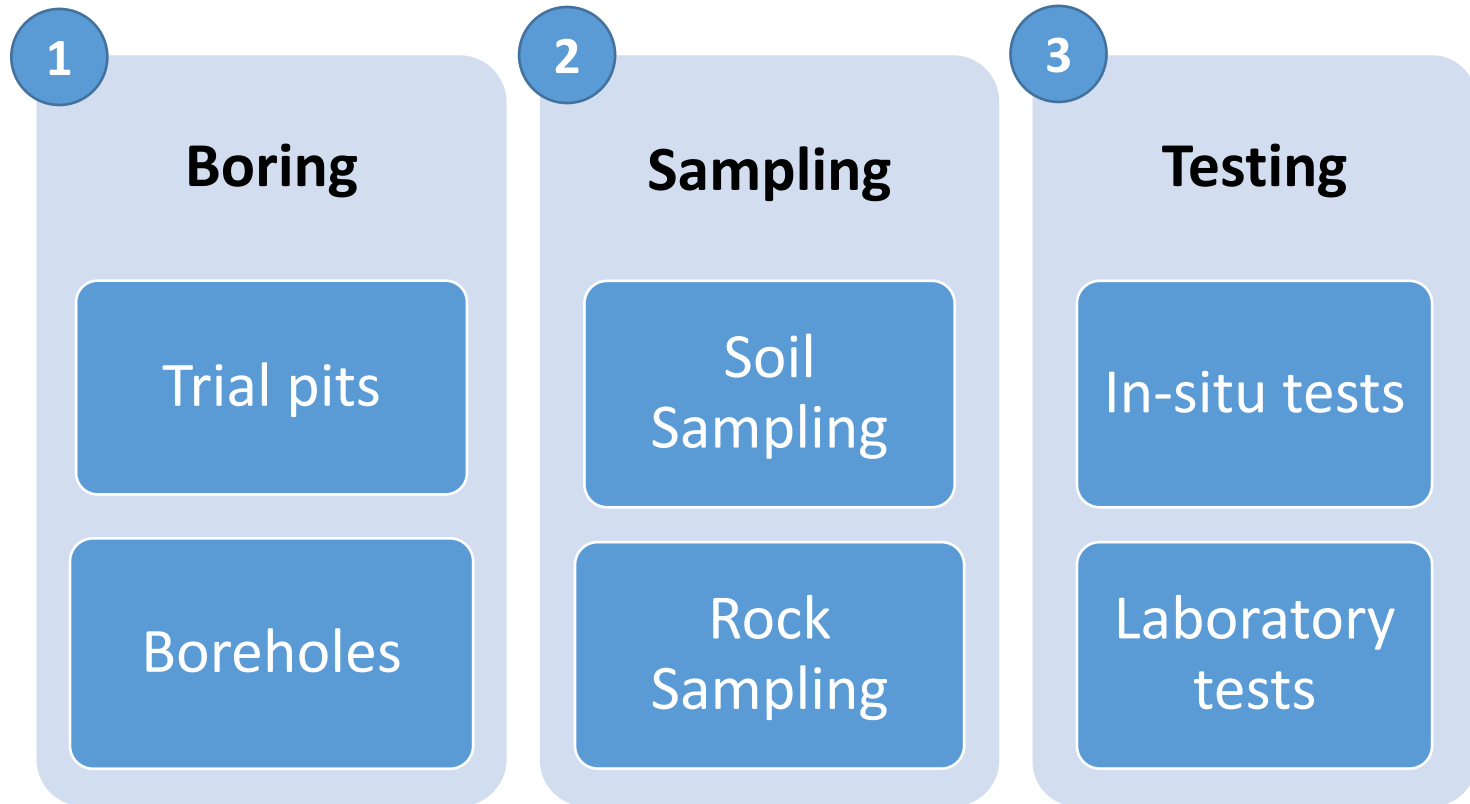 1
Boring
Trial pits
Boreholes
2
Sampling
Soil
Sampling
Rock
Sampling
3
Testing
In-situ tests
Laboratory
tests